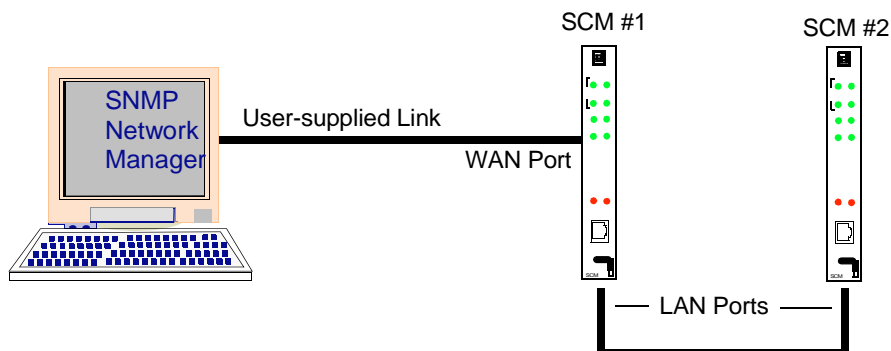 SCM #1
SCM #2
SNMP
Network
Manager
User-supplied Link
WAN Port
SCM
SCM
LAN Ports